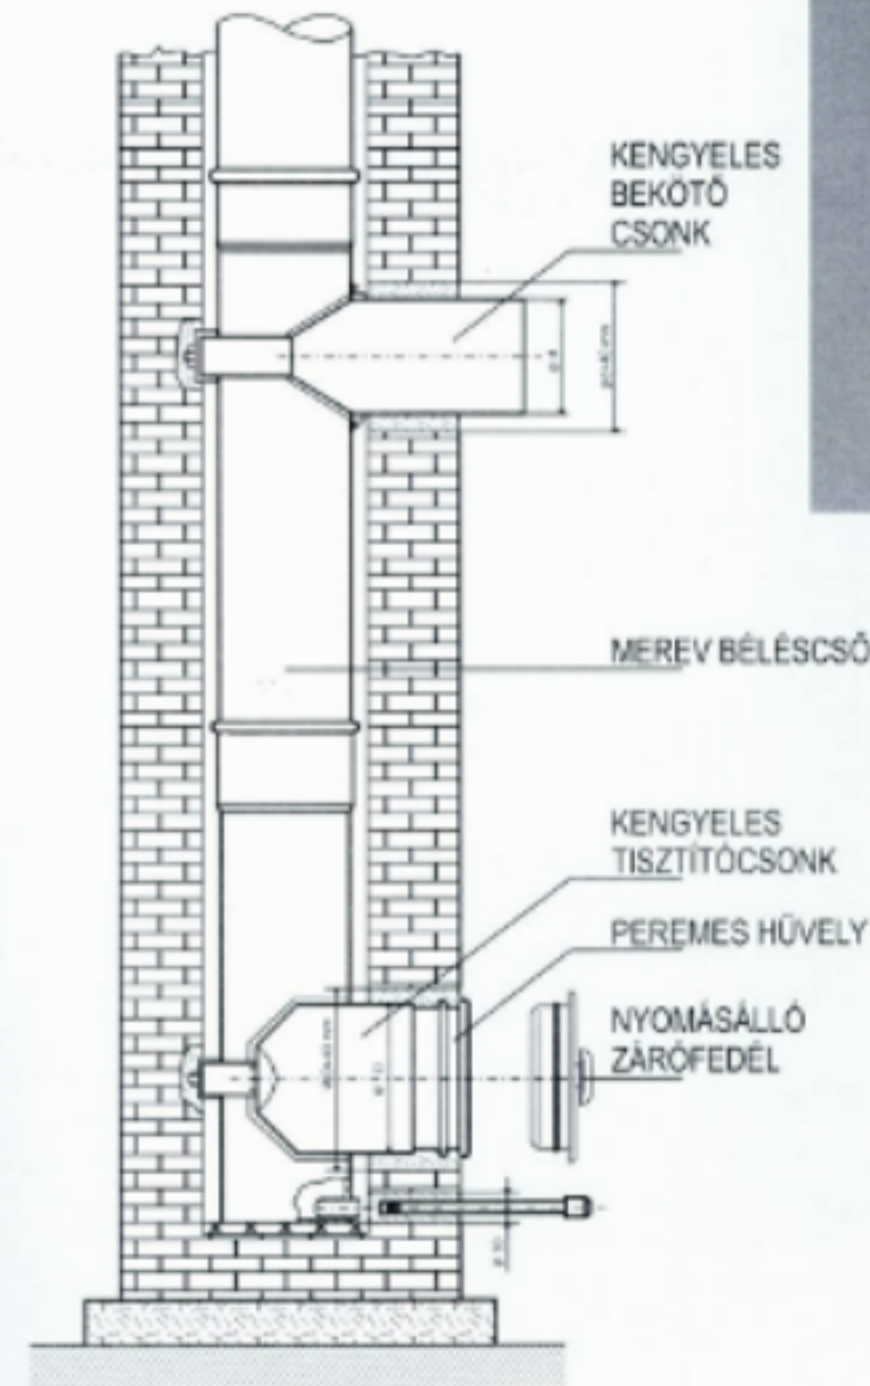 KENGYELES
BEKÖTŐ
CSONK
MEREV BÉLÉSCSŐ
KENGYELES
TISZTÍTÓCSONK
PEREMES HÜVELY
NYOMÁSÁLLÓ
ZÁRÓFEDÉL